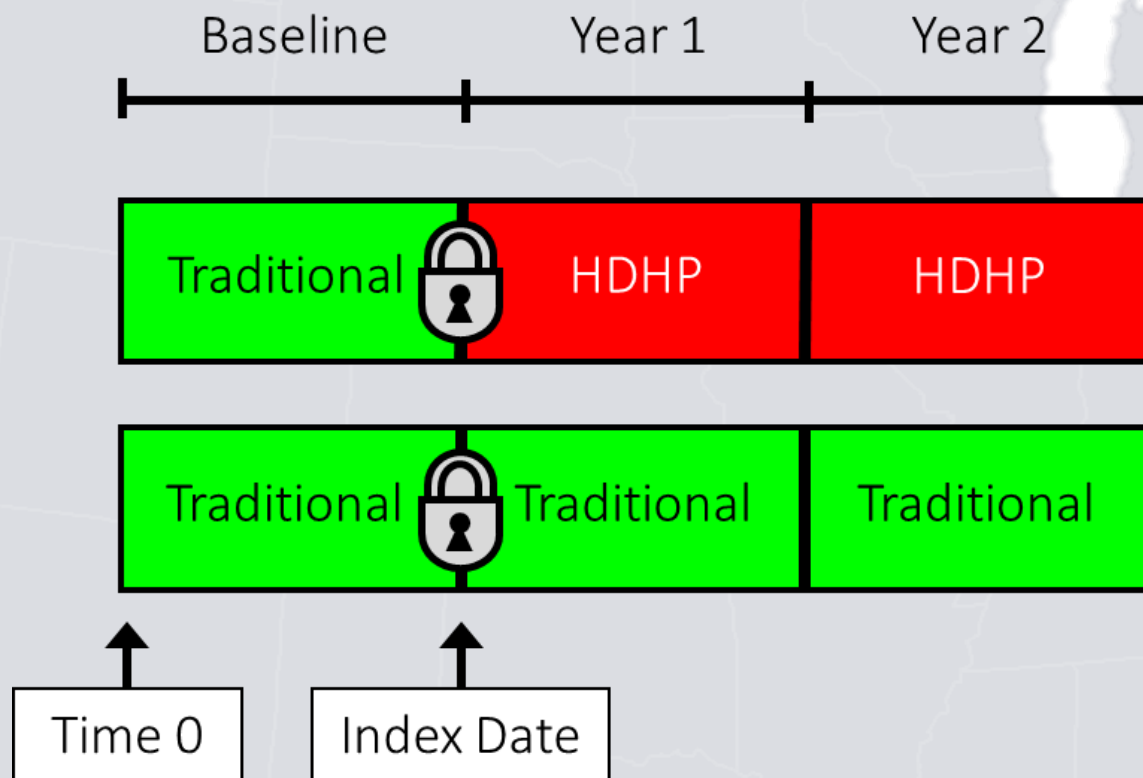 Baseline Year 1 Year 2
Traditional HDHP HDHP
Traditional Traditional Traditional
Time 0 Index Date